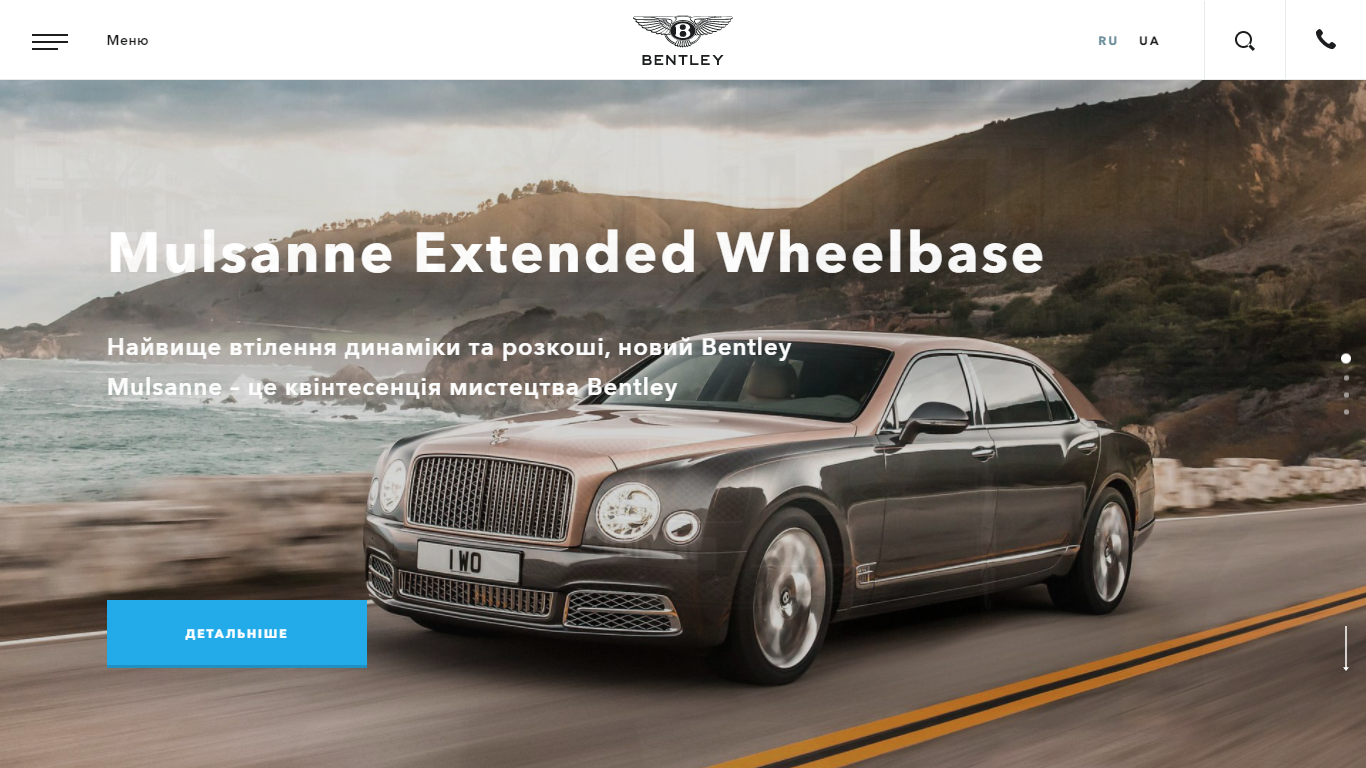 Меню
BENTLEY
RU UA
Mulsanne Extended Wheelbase
Найвище втілення динаміки та розкоші, новий Bentley
Mulsanne – це квінтесенція мистецтва Bentley
1 WO
ДЕТАЛЬНІШЕ